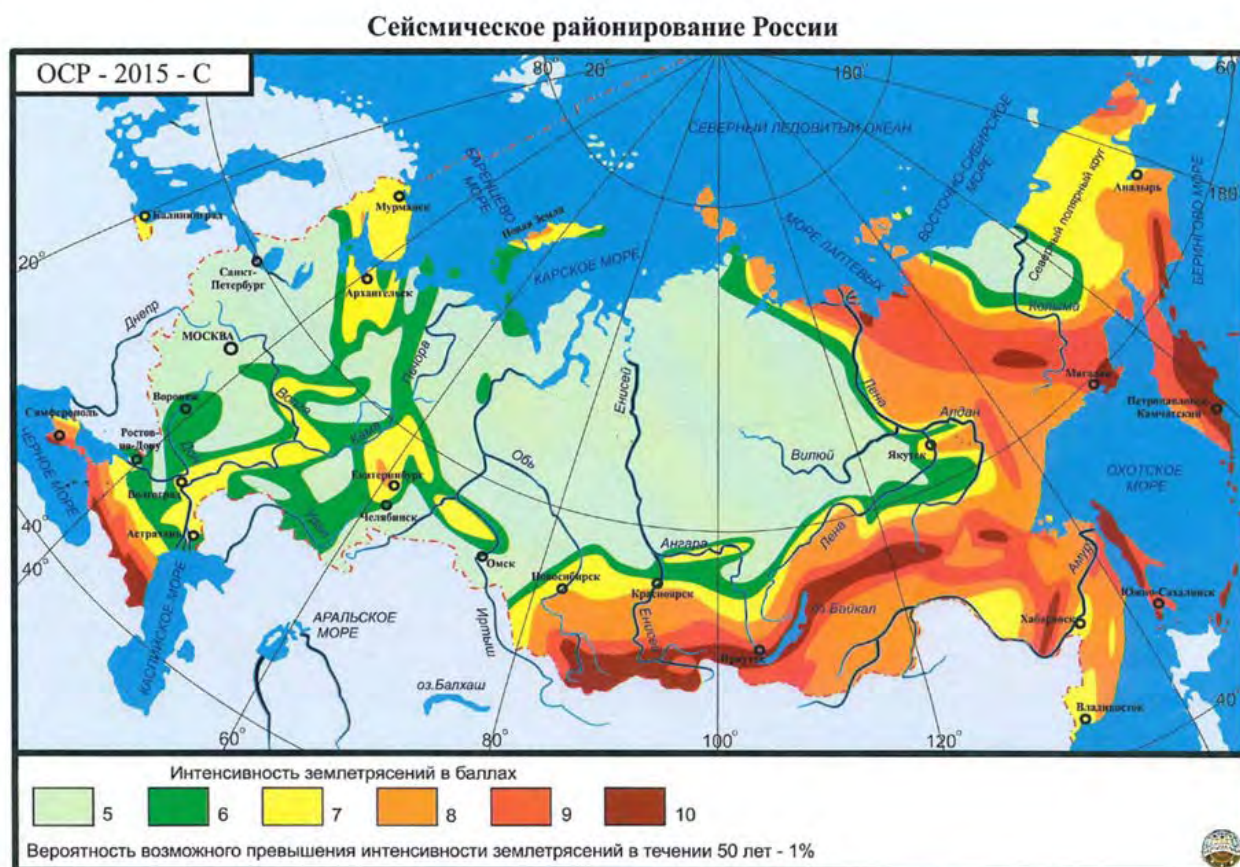 Сейсмическое районирование России
ОСР - 2015 - С
80°
20°
180°
60°
СЕВЕРНЫЙ ЛЕДОВИТЫЙ ОКЕАН
БАРЕНЦЕВО
МОРЕ
ВОСТОЧНО-СИБИРСКОЕ
МОРЕ
Северный полярный круг
Анадырь
БЕРИНГОВО МОРЕ
180°
Мурманск
Калининград
Новая Земля
КАРСКОЕ МОРЕ
МОРЕ ЛАПТЕВЫХ
20°
Санкт-
Петербург
Архангельск
Колыма
Днепр
МОСКВА
Печора
Енисей
Лена
Магадан
Петропавловск-
Камчатский
Симферополь
Воронеж
Волга
Ростов-
на-Дону
Дон
Кама
Алдан
ЧЕРНОЕ МОРЕ
Обь
Вилюй
Якутск
ОХОТСКОЕ
МОРЕ
Екатеринбург
Волгоград
Челябинск
40°
Астрахань
Урал
Лена
Ангара
Амур
40°
Омск
Новосибирск
Красноярск
Южно-Сахалинск
АРАЛЬСКОЕ
МОРЕ
Иртыш
Енисей
оз.Байкал
Хабаровск
Иркутск
КАСПИЙСКОЕ МОРЕ
оз.Балхаш
Владивосток
40°
60°
80°
100°
120°
Интенсивность землетрясений в баллах
5 6 7 8 9 10
Вероятность возможного превышения интенсивности землетрясений в течении 50 лет - 1%